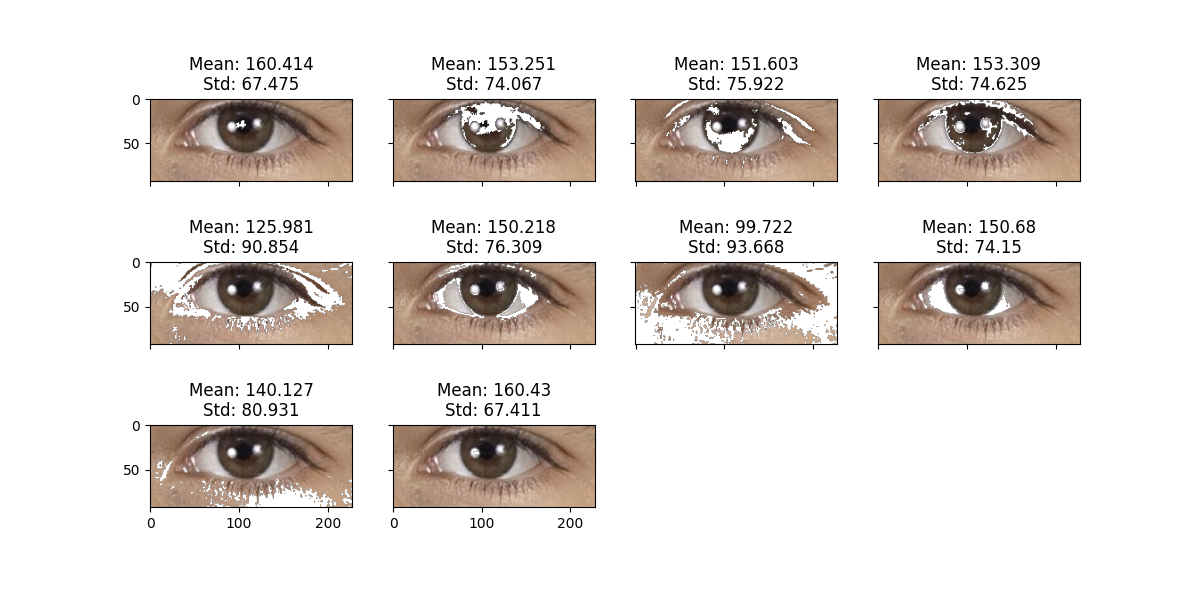 Mean: 160.414
Std: 67.475
Mean: 153.251
Std: 74.067
Mean: 151.603
Std: 75.922
Mean: 153.309
Std: 74.625
0
50
Mean: 125.981
Std: 90.854
Mean: 150.218
Std: 76.309
Mean: 99.722
Std: 93.668
Mean: 150.68
Std: 74.15
0
50
Mean: 140.127
Std: 80.931
Mean: 160.43
Std: 67.411
0
50
0 100 200
0 100 200